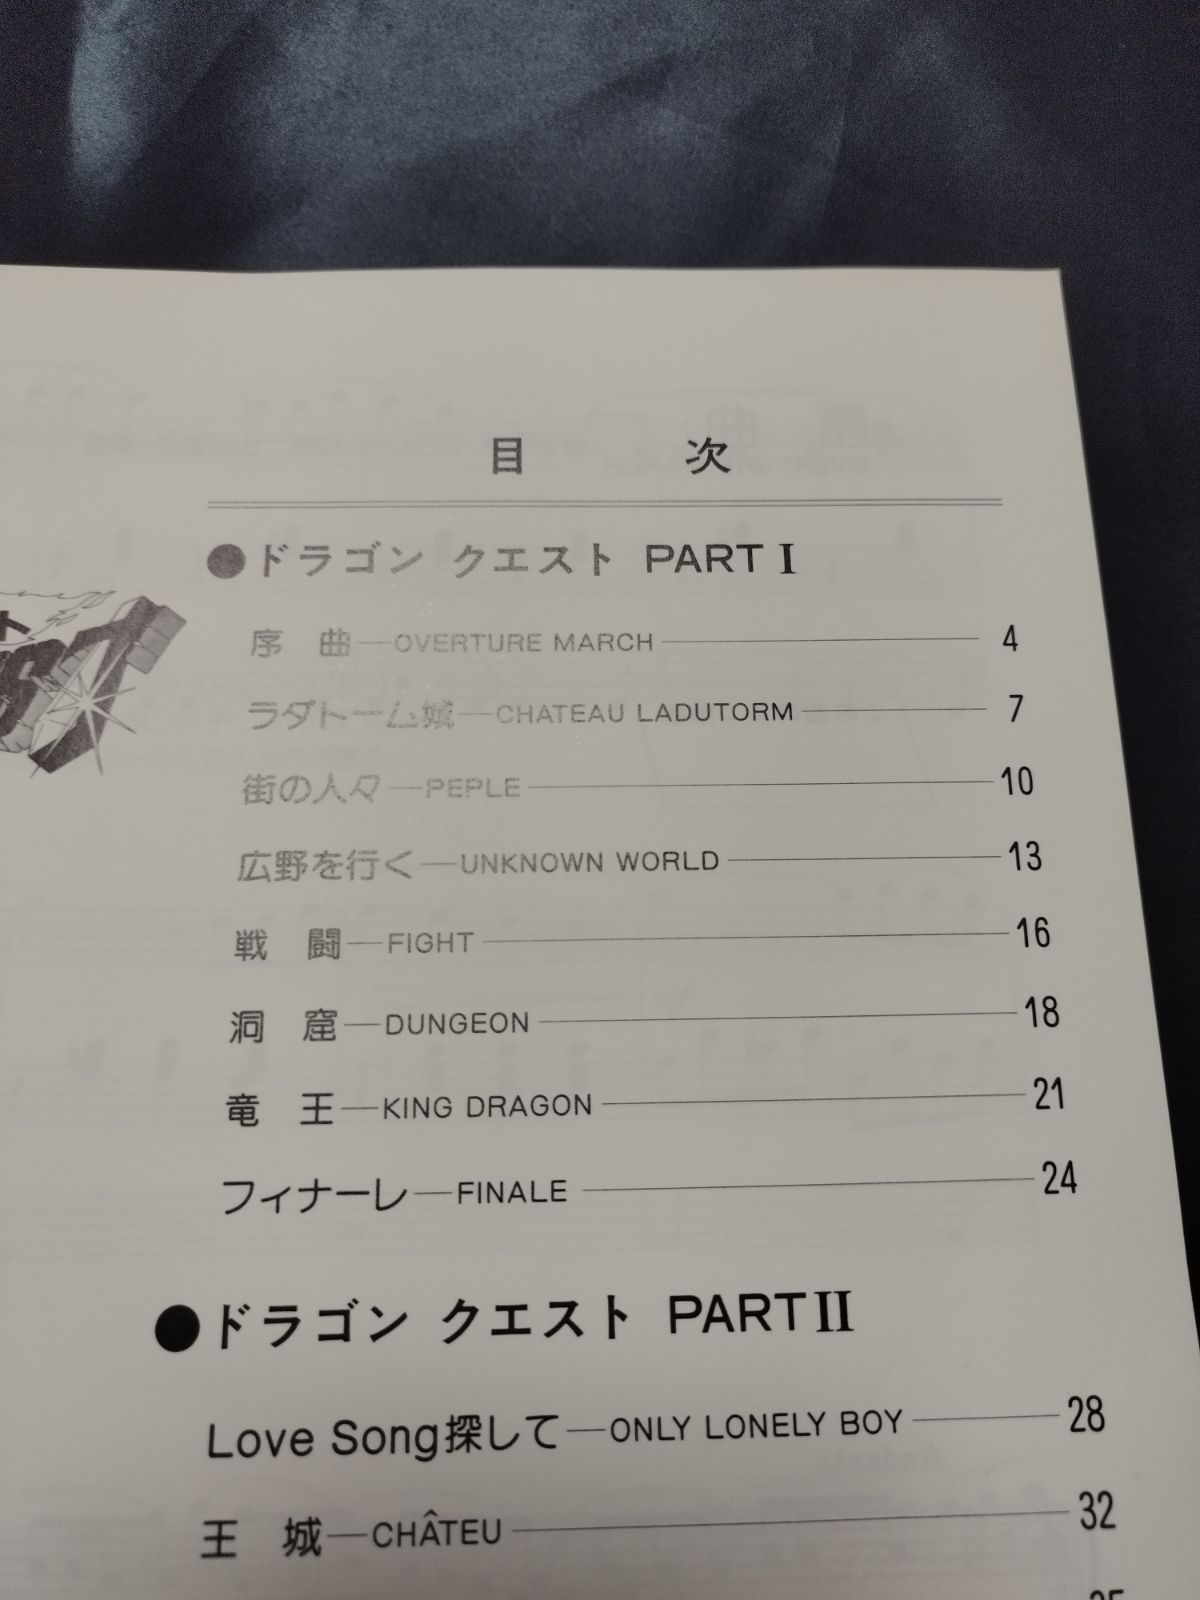 目 次
●ドラゴン クエスト PART I
序 曲—OVERTURE MARCH 4
ラダトーム城—CHATEAU LADUTORM 7
街の人々—PEPLE 10
広野を行く—UNKNOWN WORLD 13
戦 闘—FIGHT 16
洞 窟—DUNGEON 18
竜 王—KING DRAGON 21
フィナーレ—FINALE 24
●ドラゴン クエスト PART II
Love Song探して—ONLY LONELY BOY 28
王 城—CHÂTEU 32